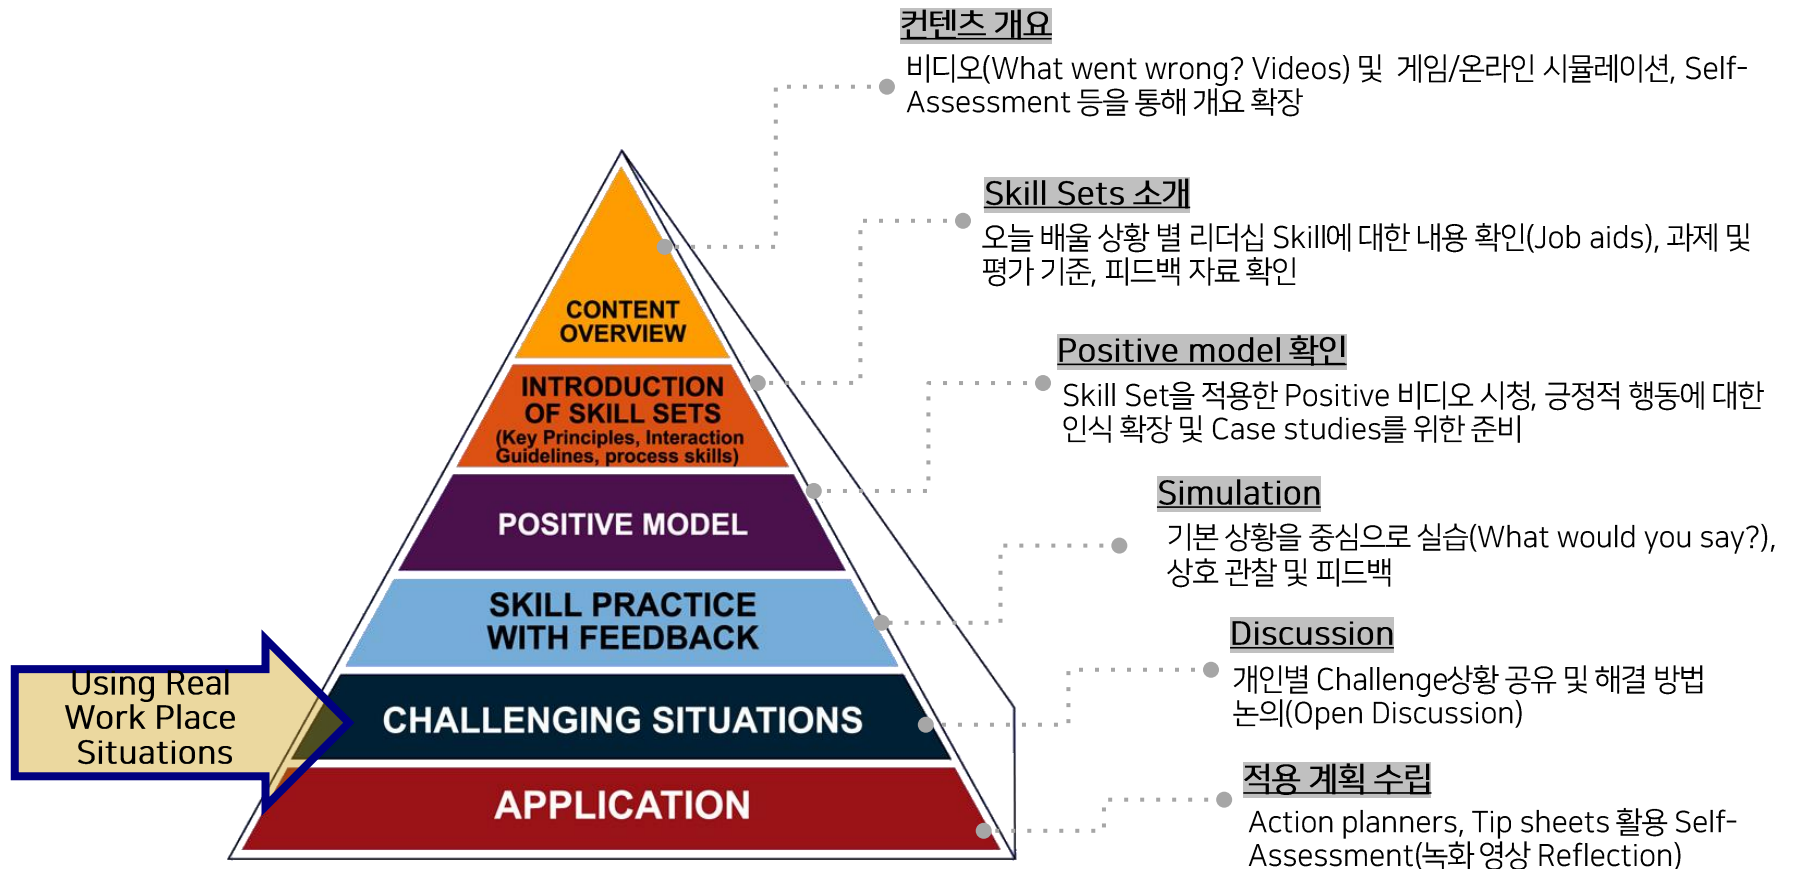 컨텐츠 개요
비디오(What went wrong? Videos) 및 게임/온라인 시뮬레이션, Self-
Assessment 등을 통해 개요 확장
Skill Sets 소개
오늘 배울 상황 별 리더십 Skill에 대한 내용 확인(Job aids), 과제 및
평가 기준, 피드백 자료 확인
Positive model 확인
Skill Set을 적용한 Positive 비디오 시청, 긍정적 행동에 대한
인식 확장 및 Case studies를 위한 준비
Simulation
기본 상황을 중심으로 실습(What would you say?),
상호 관찰 및 피드백
Discussion
개인별 Challenge상황 공유 및 해결 방법
논의(Open Discussion)
적용 계획 수립
Action planners, Tip sheets 활용 Self-
Assessment(녹화 영상 Reflection)
CONTENT
OVERVIEW
INTRODUCTION
OF SKILL SETS
(Key Principles, Interaction
Guidelines, process skills)
POSITIVE MODEL
SKILL PRACTICE
WITH FEEDBACK
CHALLENGING SITUATIONS
APPLICATION
Using Real
Work Place
Situations